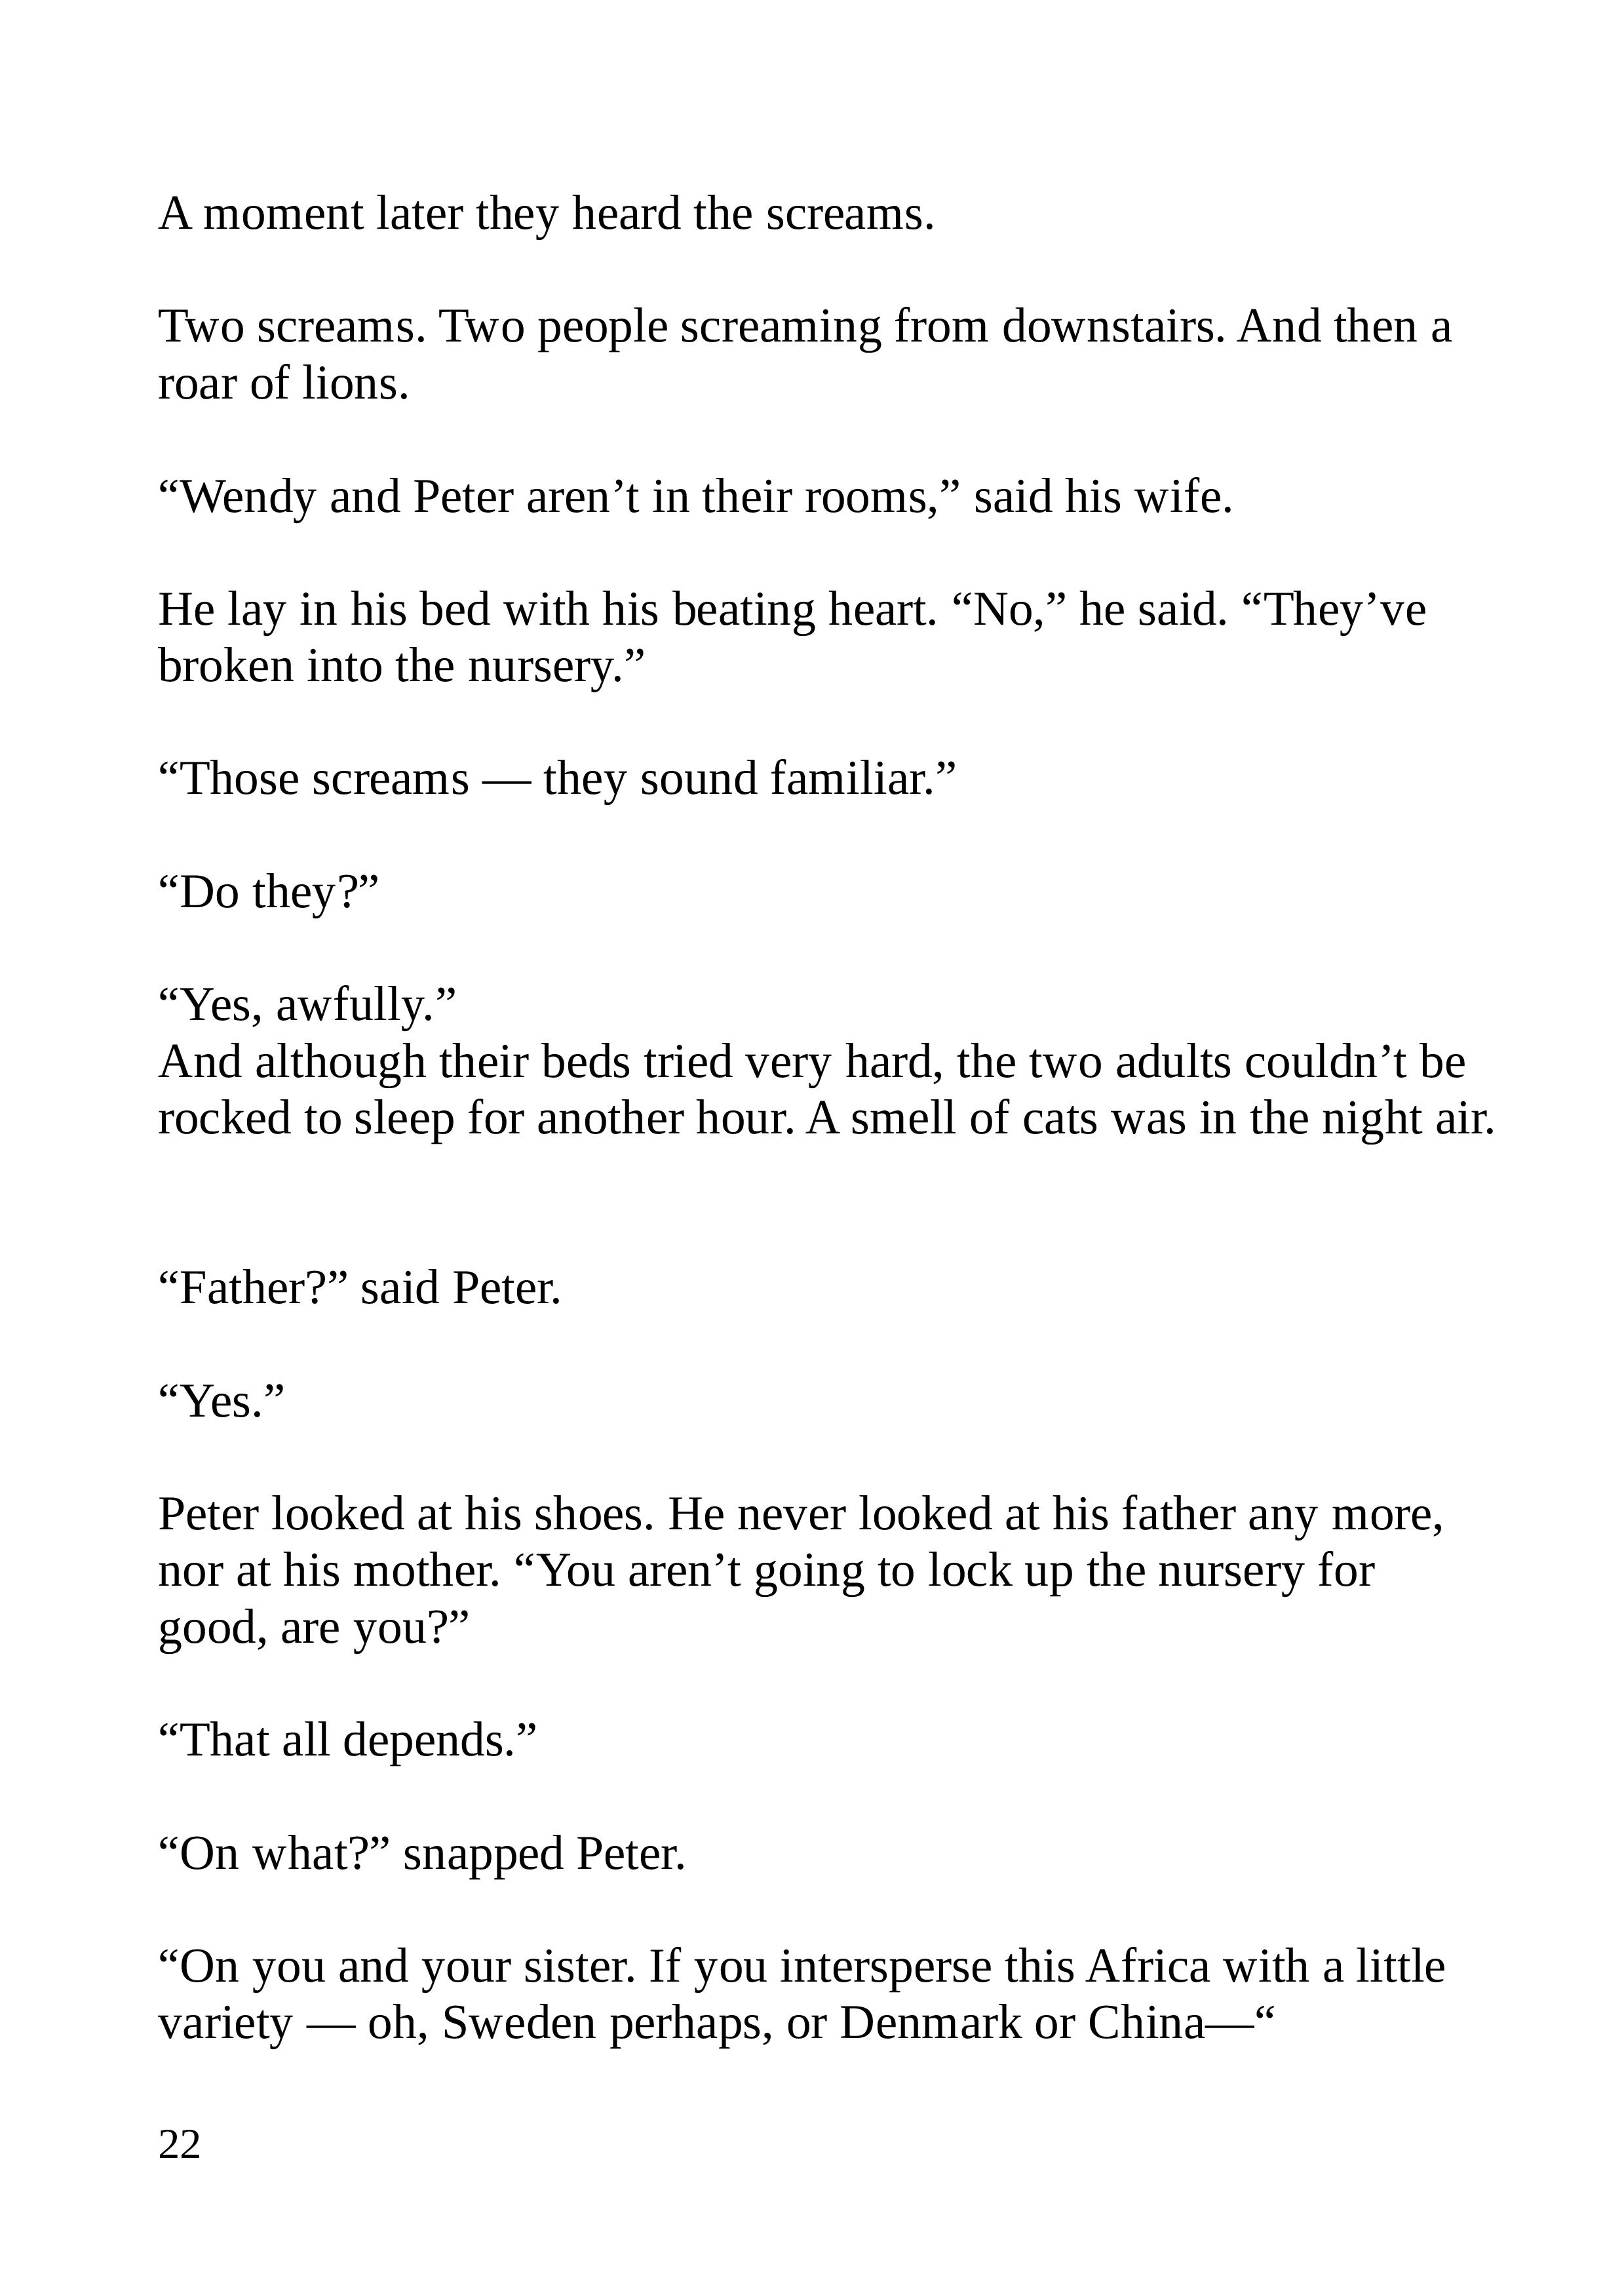 A moment later they heard the screams.
Two screams. Two people screaming from downstairs. And then a
roar of lions.
“Wendy and Peter aren’t in their rooms,” said his wife.
He lay in his bed with his beating heart. “No,” he said. “They’ve
broken into the nursery.”
“Those screams — they sound familiar.”
“Do they?”
“Yes, awfully.”
And although their beds tried very hard, the two adults couldn’t be
rocked to sleep for another hour. A smell of cats was in the night air.
“Father?” said Peter.
“Yes.”
Peter looked at his shoes. He never looked at his father any more,
nor at his mother. “You aren’t going to lock up the nursery for
good, are you?”
“That all depends.”
“On what?” snapped Peter.
“On you and your sister. If you intersperse this Africa with a little
variety — oh, Sweden perhaps, or Denmark or China—“
22